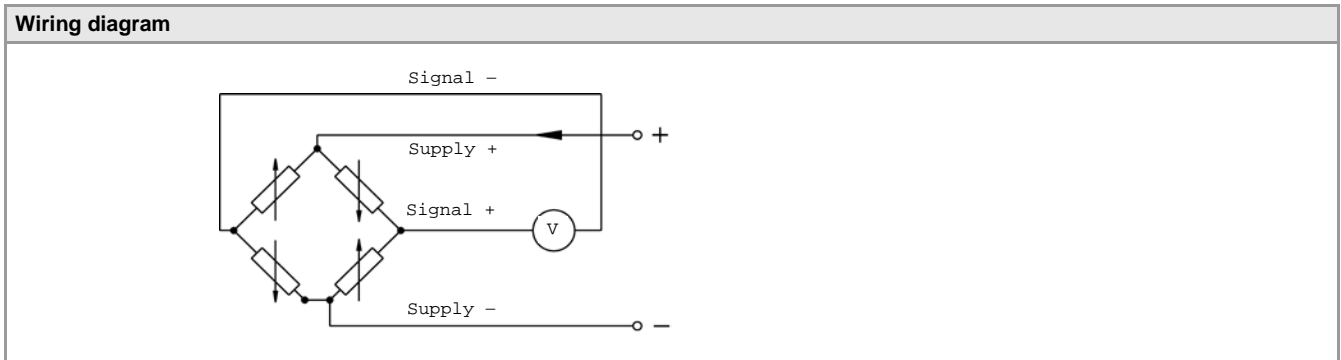 Wiring diagram
Signal –
+
Supply +
Signal +
V
Supply –
–